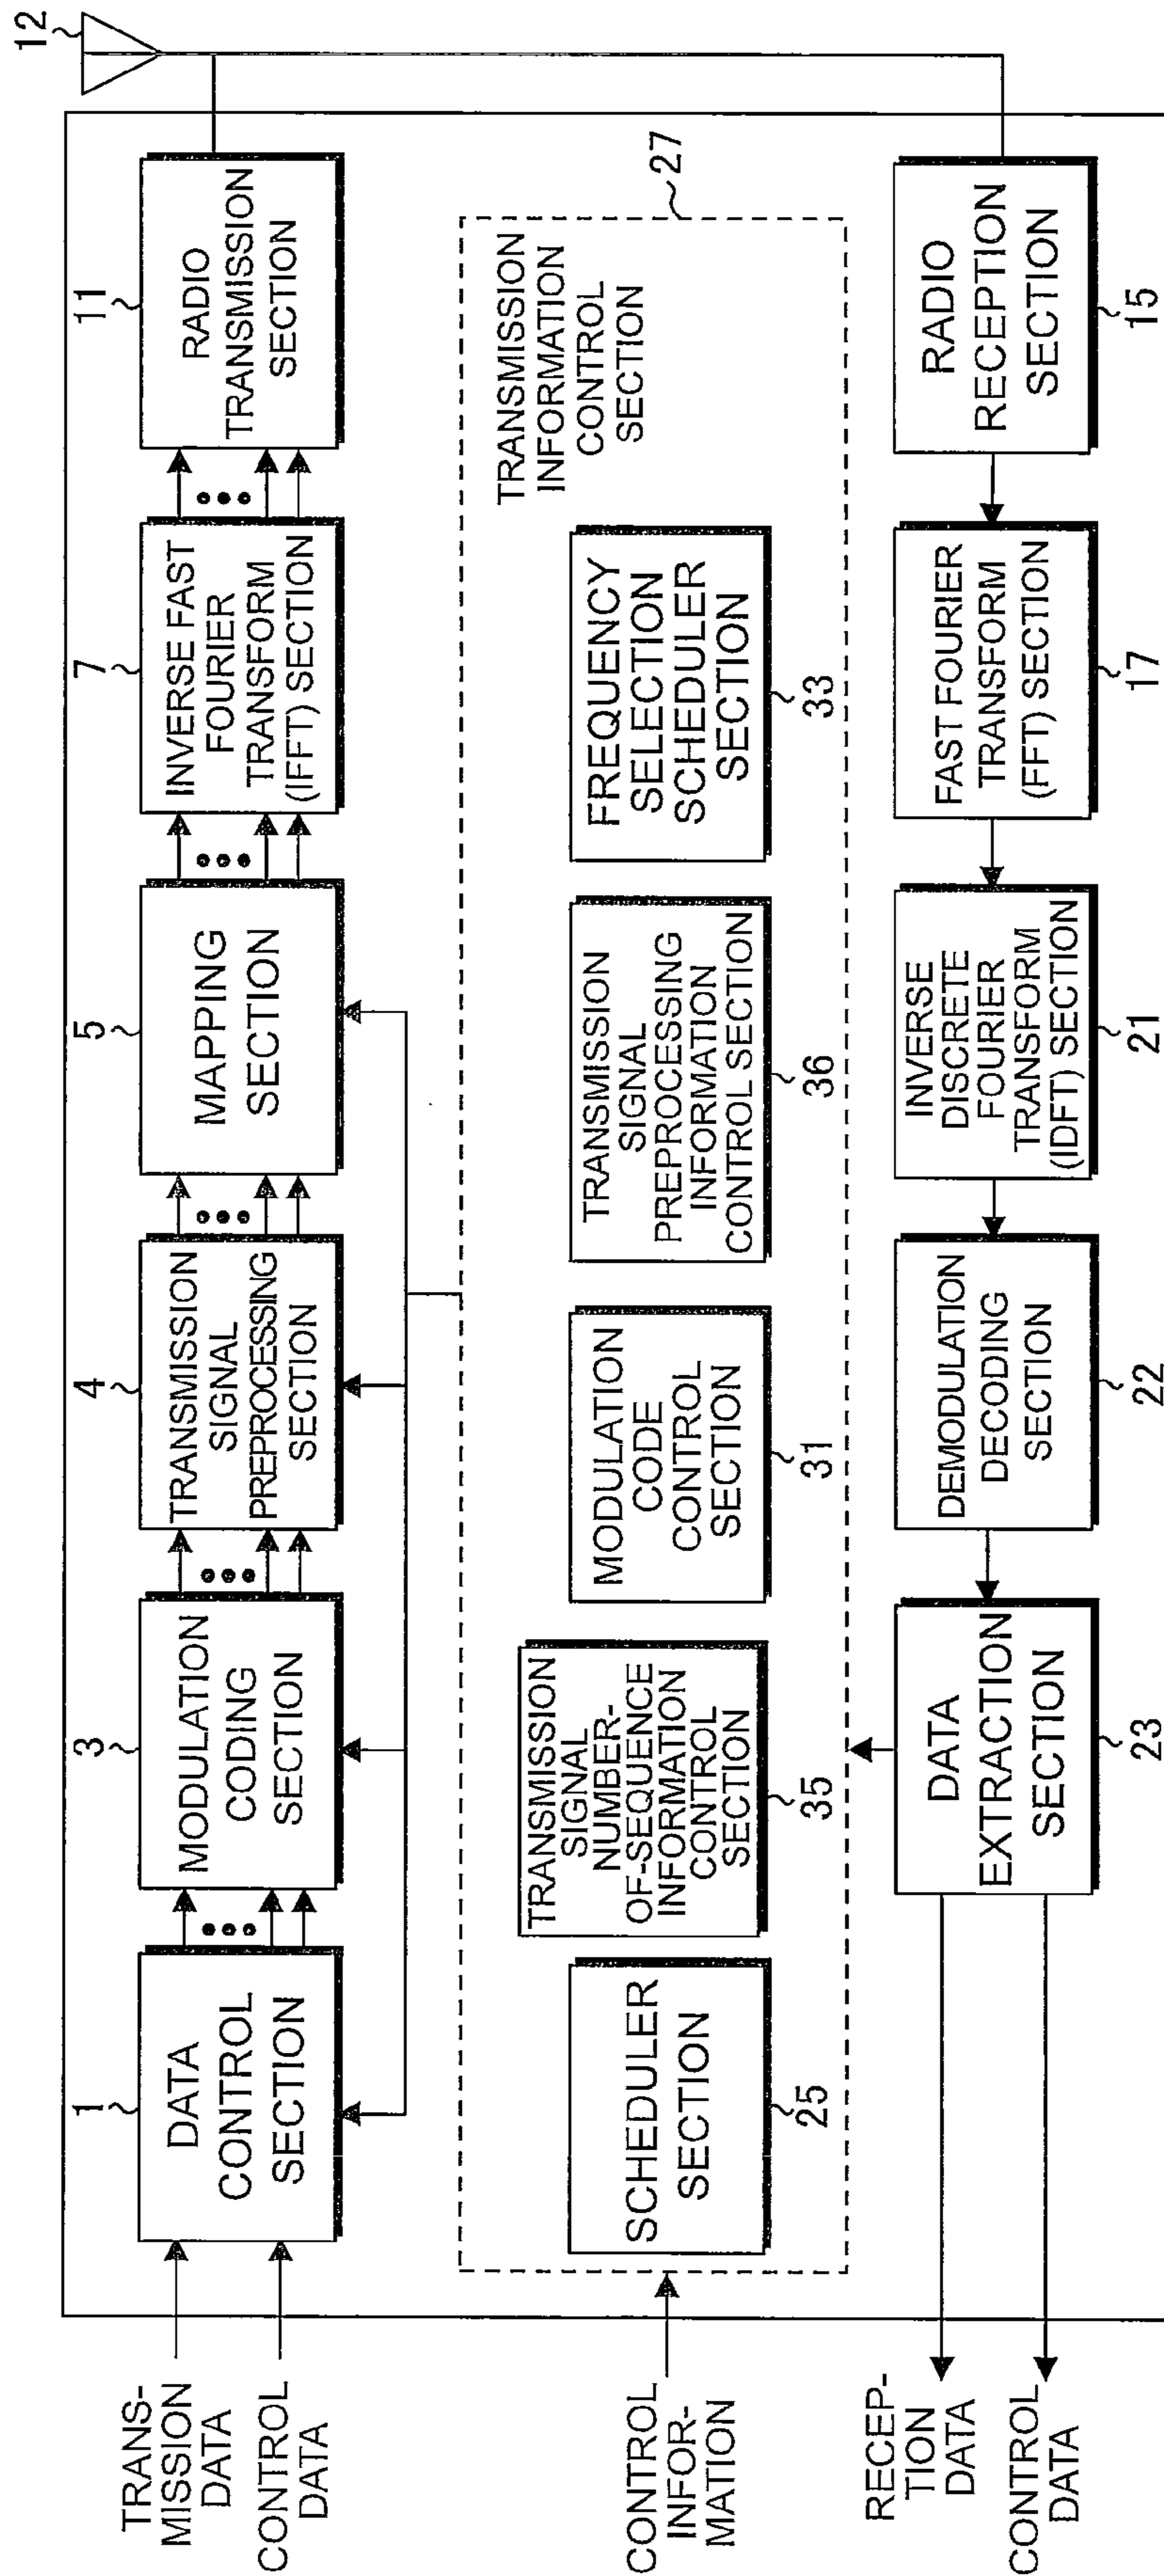 TRANS-
MISSION
DATA
CONTROL
DATA
1
DATA
CONTROL
SECTION
3
MODULATION
CODING
SECTION
4
TRANSMISSION
SIGNAL
PREPROCESSING
SECTION
5
MAPPING
SECTION
7
INVERSE FAST
FOURIER
TRANSFORM
(IFFT) SECTION
11
RADIO
TRANSMISSION
SECTION
12
CONTROL
INFOR-
MATION
SCHEDULER
SECTION
25
TRANSMISSION
SIGNAL
NUMBER-
OF-SEQUENCE
INFORMATION
CONTROL
SECTION
35
MODULATION
CODE
CONTROL
SECTION
31
TRANSMISSION
SIGNAL
PREPROCESSING
INFORMATION
CONTROL SECTION
36
FREQUENCY
SELECTION
SCHEDULER
SECTION
33
TRANSMISSION
INFORMATION
CONTROL
SECTION
27
RECEP-
TION
DATA
CONTROL
DATA
DATA
EXTRACTION
SECTION
23
DEMODULATION
DECODING
SECTION
22
INVERSE
DISCRETE
FOURIER
TRANSFORM
(IDFT) SECTION
21
FAST FOURIER
TRANSFORM
(FFT) SECTION
17
RADIO
RECEPTION
SECTION
15